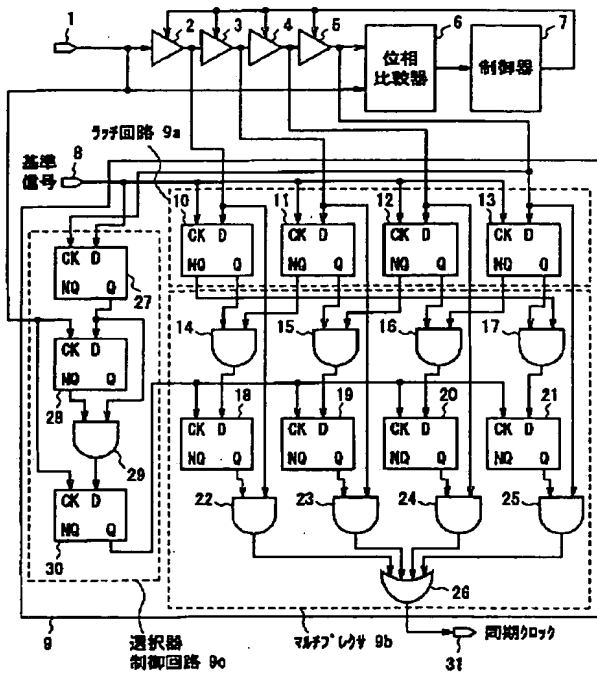 1
2
3
4
5
6
7
位相
比較器
制御器
ラッチ回路 9a
基準
信号
8
10
11
12
13
CK D
NQ Q
CK D
NQ Q
CK D
NQ Q
CK D
NQ Q
CK D
NQ Q
27
14
15
16
17
CK D
NQ Q
28
18
19
20
21
CK D
NQ Q
CK D
NQ Q
CK D
NQ Q
CK D
NQ Q
29
22
23
24
25
CK D
NQ Q
30
26
9
選択器
制御回路 9c
マルチプレクサ 9b
同期クロック
31